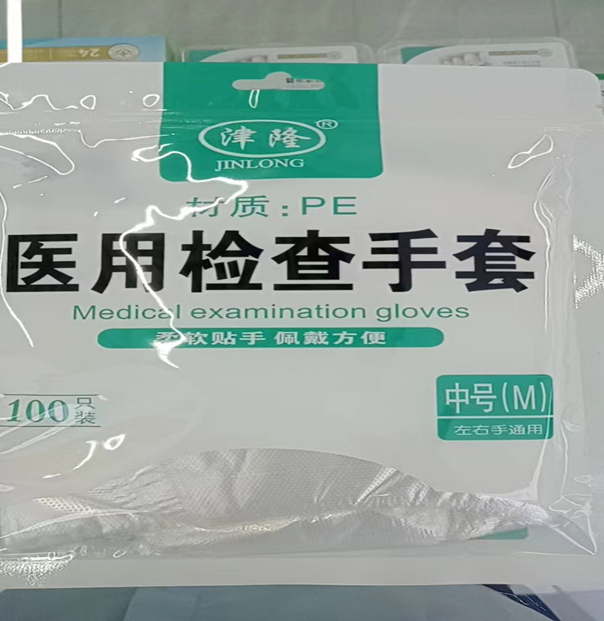 24
津隆®
JINLONG
材质:PE
医用检查手套
Medical examination gloves
柔软贴手 佩戴方便
100只装
中号(M)
左右手通用